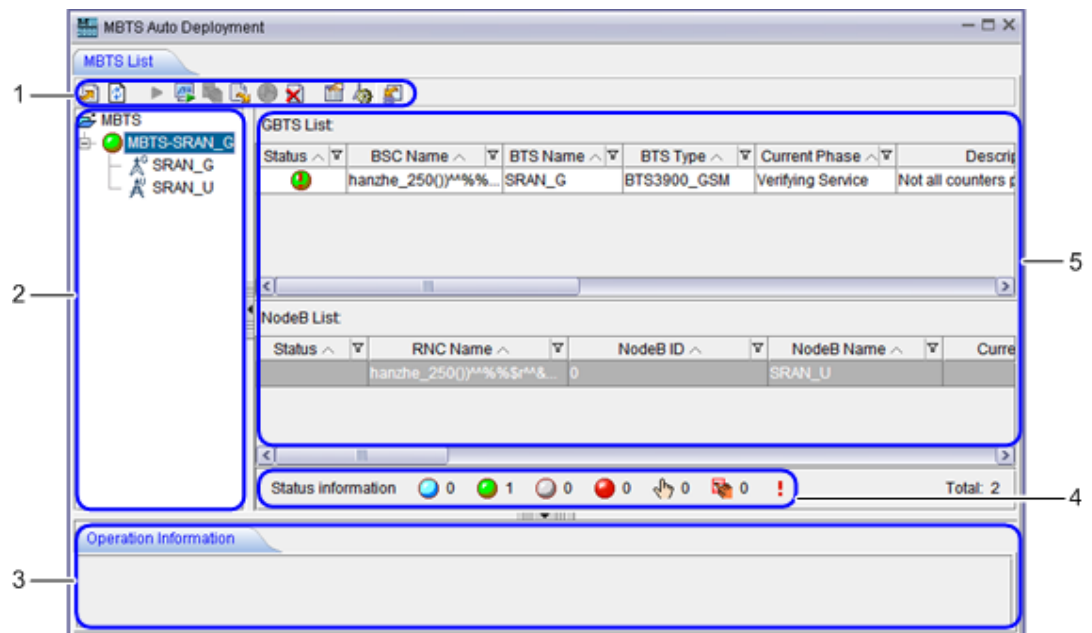 MBTS Auto Deployment
MBTS List
1
MBTS
MBTS-SRAN_G
SRAN_G
SRAN_U
GBTS List:
Status BSC Name BTS Name BTS Type Current Phase Descrip
hanzhe_250())^^%%... SRAN_G BTS3900_GSM Verifying Service Not all counters p
5
2
NodeB List:
Status RNC Name NodeB ID NodeB Name Curre
hanzhe_250())^^%%$r^^&... 0 SRAN_U
Status information 0 1 0 0 0 0 ! Total: 2
4
Operation Information
3